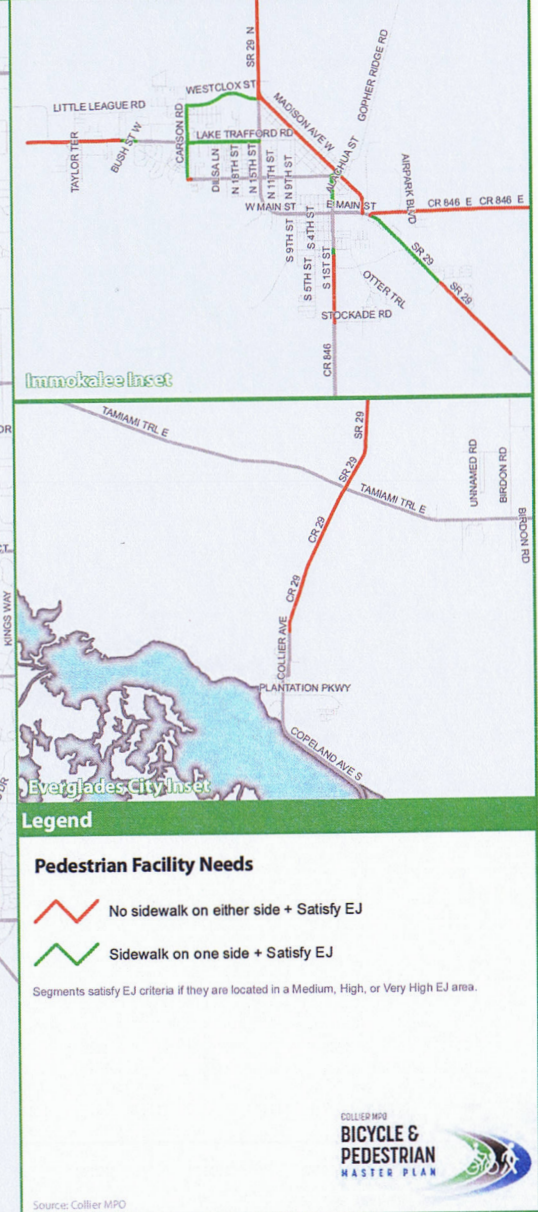 SR 29 N
GOPHER RIDGE RD
WESTCLOX ST
LITTLE LEAGUE RD
MADISON AVE W
CARSON RD
LAKE TRAFFORD RD
TAYLOR TER
BUSH ST W
DILSA LN
N 18TH ST
N 15TH ST
N 11TH ST
N 9TH ST
AIRPARK BLVD
W MAIN ST
E MAIN ST
CR 846 E
CR 846 E
S 9TH ST
S 5TH ST
S 4TH ST
S 1ST ST
SR 29
SR 29
OTTER TRL
STOCKADE RD
CR 846
Immokalee Inset
TAMIAMI TRL E
SR 29
SR 29
TAMIAMI TRL E
UNNAMED RD
BIRDON RD
BIRDON RD
CR 29
CR 29
KINGS WAY
COLLIER AVE
PLANTATION PKWY
COPELAND AVE S
Everglades City Inset
Legend
Pedestrian Facility Needs
No sidewalk on either side + Satisfy EJ
Sidewalk on one side + Satisfy EJ
Segments satisfy EJ criteria if they are located in a Medium, High, or Very High EJ area.
COLLIER MPO
BICYCLE &
PEDESTRIAN
MASTER PLAN
Source: Collier MPO